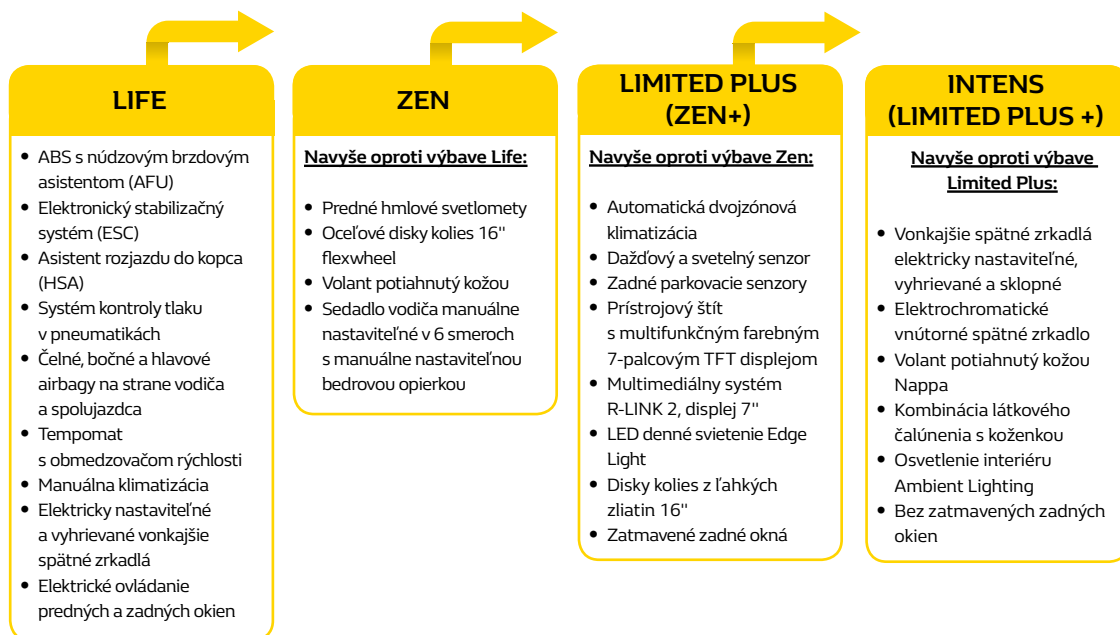 LIFE
• ABS s núdzovým brzdovým
asistentom (AFU)
• Elektronický stabilizačný
systém (ESC)
• Asistent rozjazdu do kopca
(HSA)
• Systém kontroly tlaku
v pneumatikách
• Čelné, bočné a hlavové
airbagy na strane vodiča
a spolujazdca
• Tempomat
s obmedzovačom rýchlosti
• Manuálna klimatizácia
• Elektricky nastaviteľné
a vyhrievané vonkajšie
spätné zrkadlá
• Elektrické ovládanie
predných a zadných okien
ZEN
Navyše oproti výbave Life:
• Predné hmlové svetlomety
• Oceľové disky kolies 16"
flexwheel
• Volant potiahnutý kožou
• Sedadlo vodiča manuálne
nastaviteľné v 6 smeroch
s manuálne nastaviteľnou
bedrovou opierkou
LIMITED PLUS
(ZEN+)
Navyše oproti výbave Zen:
• Automatická dvojzónová
klimatizácia
• Dažďový a svetelný senzor
• Zadné parkovacie senzory
• Prístrojový štít
s multifunkčným farebným
7-palcovým TFT displejom
• Multimediálny systém
R-LINK 2, displej 7"
• LED denné svietenie Edge
Light
• Disky kolies z ľahkých
zliatin 16"
• Zatmavené zadné okná
INTENS
(LIMITED PLUS +)
Navyše oproti výbave
Limited Plus:
• Vonkajšie spätné zrkadlá
elektricky nastaviteľné,
vyhrievané a sklopné
• Elektrochromatické
vnútorné spätné zrkadlo
• Volant potiahnutý kožou
Nappa
• Kombinácia látkového
čalúnenia s koženkou
• Osvetlenie interiéru
Ambient Lighting
• Bez zatmavených zadných
okien